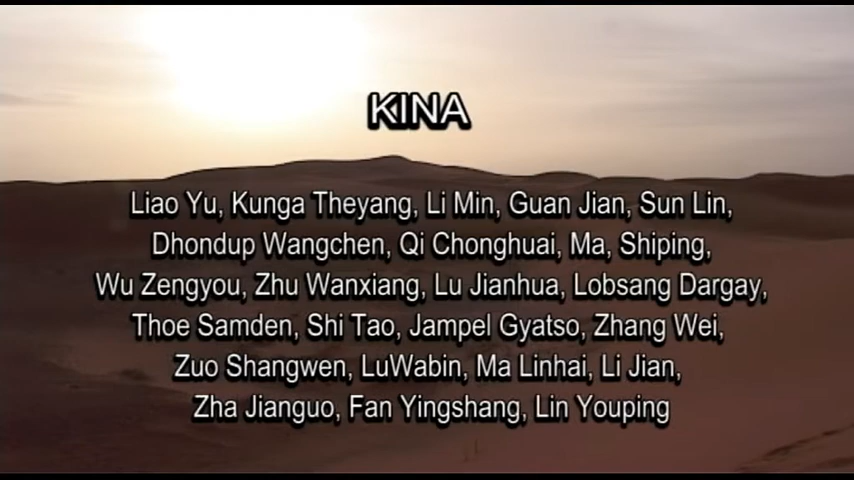 KINA
Liao Yu, Kunga Theyang, Li Min, Guan Jian, Sun Lin,
Dhondup Wangchen, Qi Chonghuai, Ma, Shiping,
Wu Zengyou, Zhu Wanxiang, Lu Jianhua, Lobsang Dargay,
Thoe Samden, Shi Tao, Jampel Gyatso, Zhang Wei,
Zuo Shangwen, LuWabin, Ma Linhai, Li Jian,
Zha Jianguo, Fan Yingshang, Lin Youping